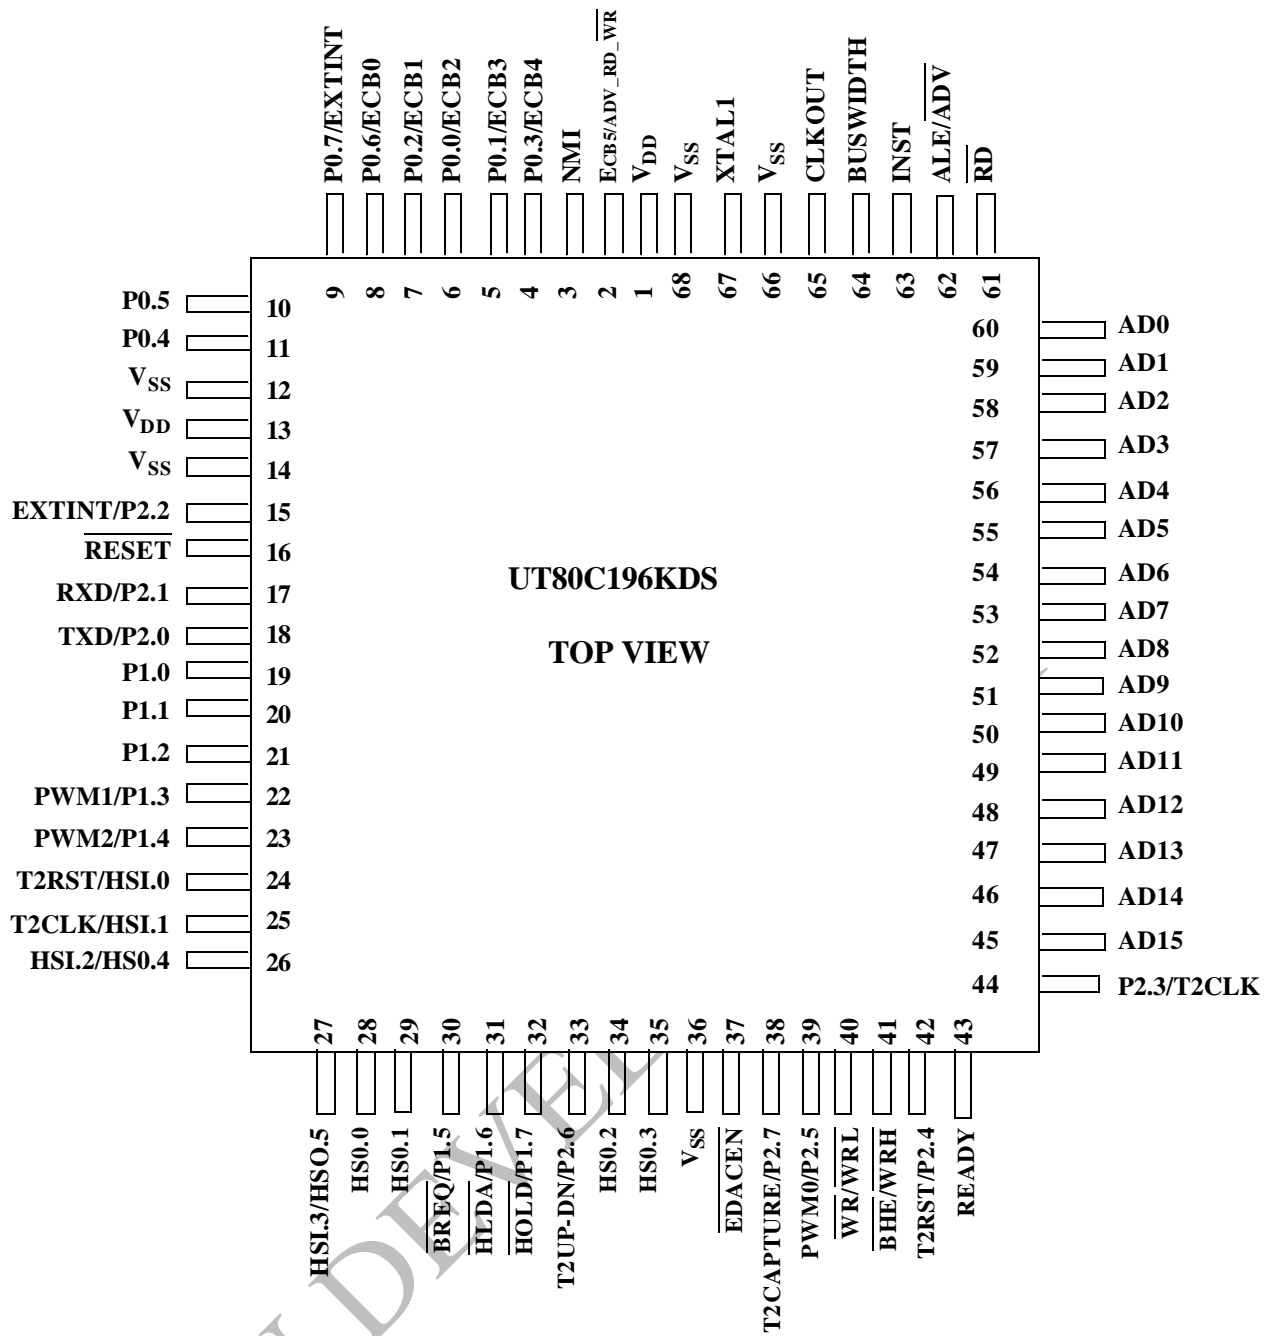 P0.7/EXTINT
P0.6/ECB0
P0.2/ECB1
P0.0/ECB2
P0.1/ECB3
P0.3/ECB4
NMI
ECB5/ADV_RD_WR
VDD
VSS
XTAL1
VSS
CLKOUT
BUSWIDTH
INST
ALE/ADV
RD
9
8
7
6
5
4
3
2
1
68
67
66
65
64
63
62
61
P0.5 10
P0.4 11
VSS 12
VDD 13
VSS 14
EXTINT/P2.2 15
RESET 16
RXD/P2.1 17
TXD/P2.0 18
P1.0 19
P1.1 20
P1.2 21
PWM1/P1.3 22
PWM2/P1.4 23
T2RST/HSI.0 24
T2CLK/HSI.1 25
HSI.2/HS0.4 26
UT80C196KDS
TOP VIEW
60 AD0
59 AD1
58 AD2
57 AD3
56 AD4
55 AD5
54 AD6
53 AD7
52 AD8
51 AD9
50 AD10
49 AD11
48 AD12
47 AD13
46 AD14
45 AD15
44 P2.3/T2CLK
27
28
29
30
31
32
33
34
35
36
37
38
39
40
41
42
43
HSI.3/HSO.5
HS0.0
HS0.1
BREQ/P1.5
HLDA/P1.6
HOLD/P1.7
T2UP-DN/P2.6
HS0.2
HS0.3
VSS
EDACEN
T2CAPTURE/P2.7
PWM0/P2.5
WR/WRL
BHE/WRH
T2RST/P2.4
READY